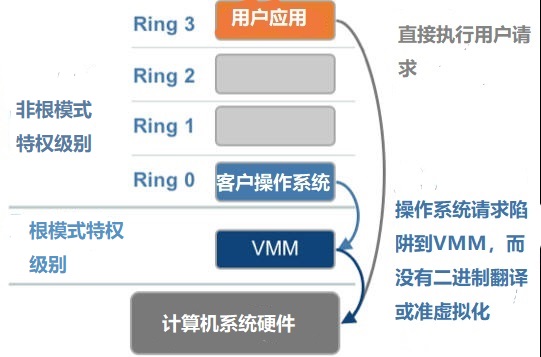 Ring 3
用户应用
直接执行用户请
求
Ring 2
非根模式
特权级别
Ring 1
Ring 0
客户操作系统
操作系统请求陷
阱到VMM，而
没有二进制翻译
或准虚拟化
根模式特权
级别
VMM
计算机系统硬件